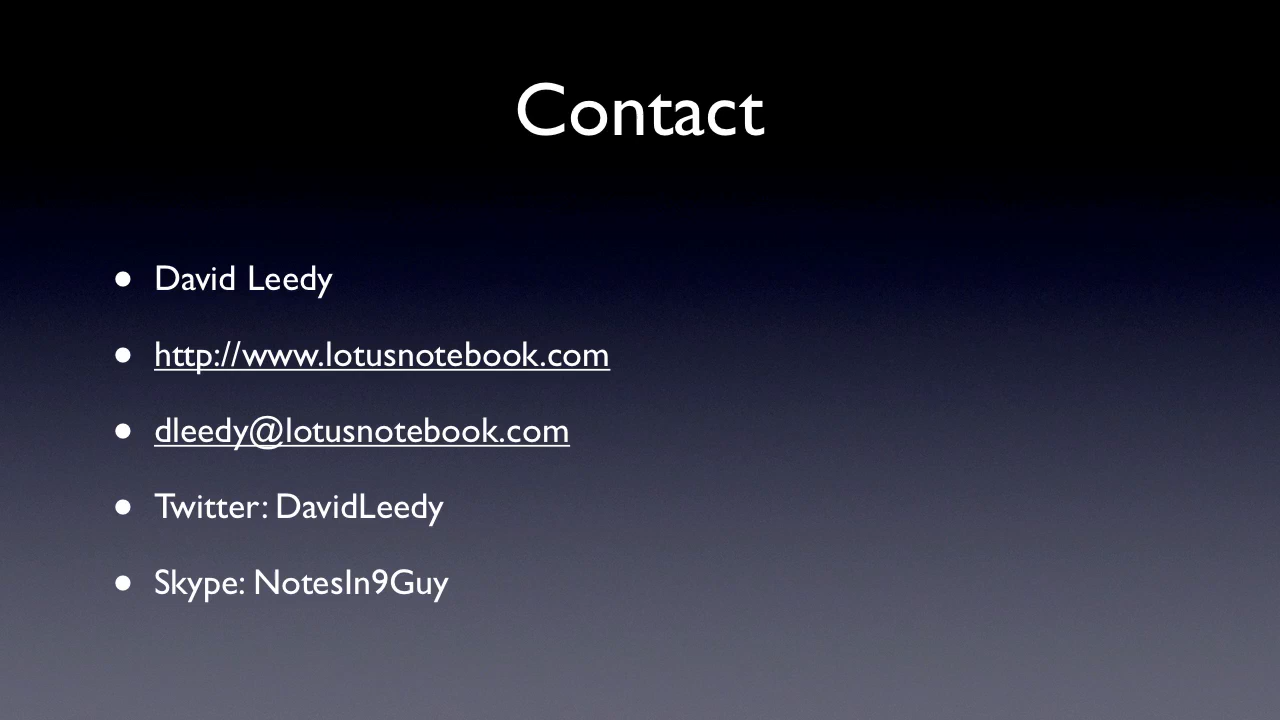 Contact
• David Leedy
• http://www.lotusnotebook.com
• dleedy@lotusnotebook.com
• Twitter: DavidLeedy
• Skype: NotesIn9Guy